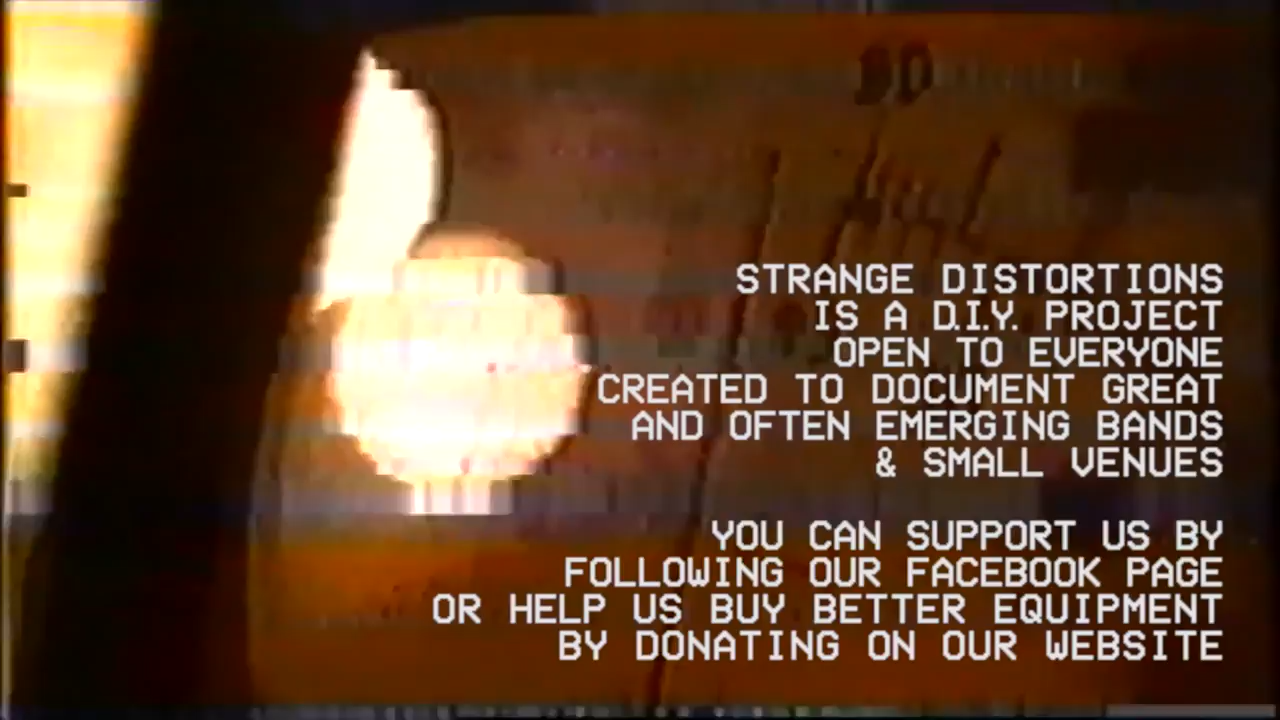 STRANGE DISTORTIONS
IS A D.I.Y. PROJECT
OPEN TO EVERYONE
CREATED TO DOCUMENT GREAT
AND OFTEN EMERGING BANDS
& SMALL VENUES
YOU CAN SUPPORT US BY
FOLLOWING OUR FACEBOOK PAGE
OR HELP US BUY BETTER EQUIPMENT
BY DONATING ON OUR WEBSITE